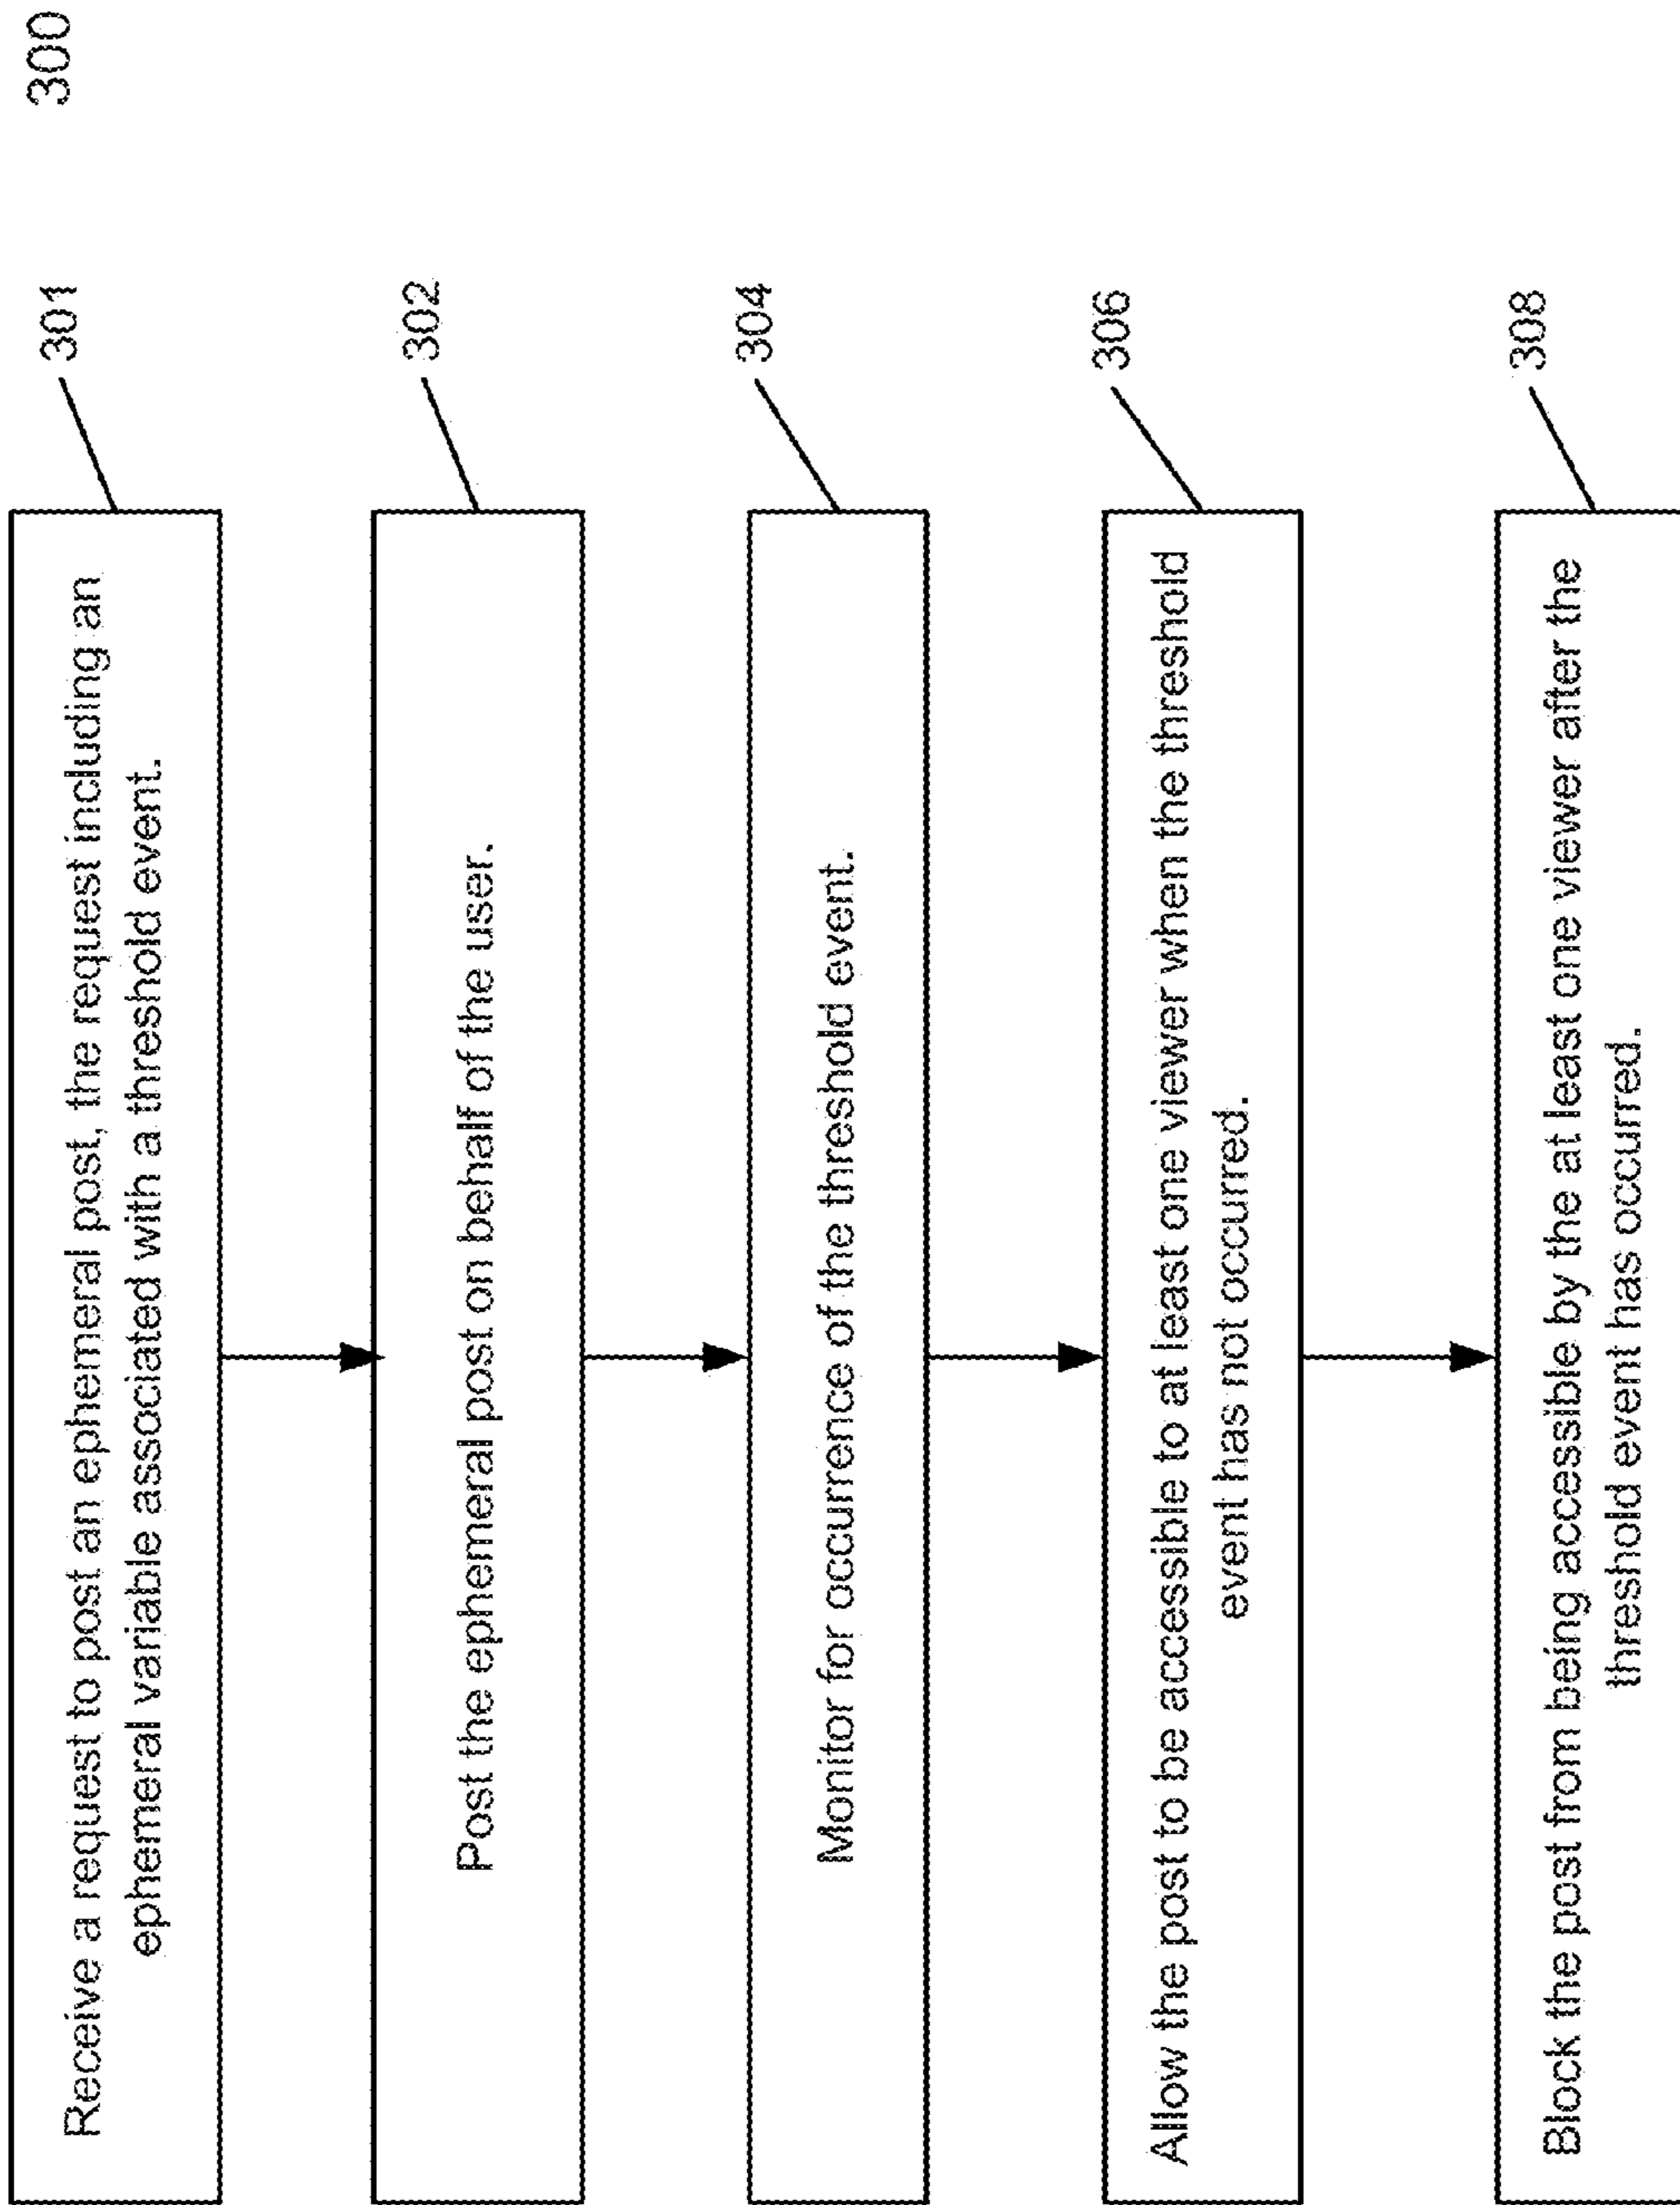 300
301
Receive a request to post an ephemeral post, the request including an
ephemeral variable associated with a threshold event.
302
Post the ephemeral post on behalf of the user.
304
Monitor for occurrence of the threshold event.
306
Allow the post to be accessible to at least one viewer when the threshold
event has not occurred.
308
Block the post from being accessible by the at least one viewer after the
threshold event has occurred.